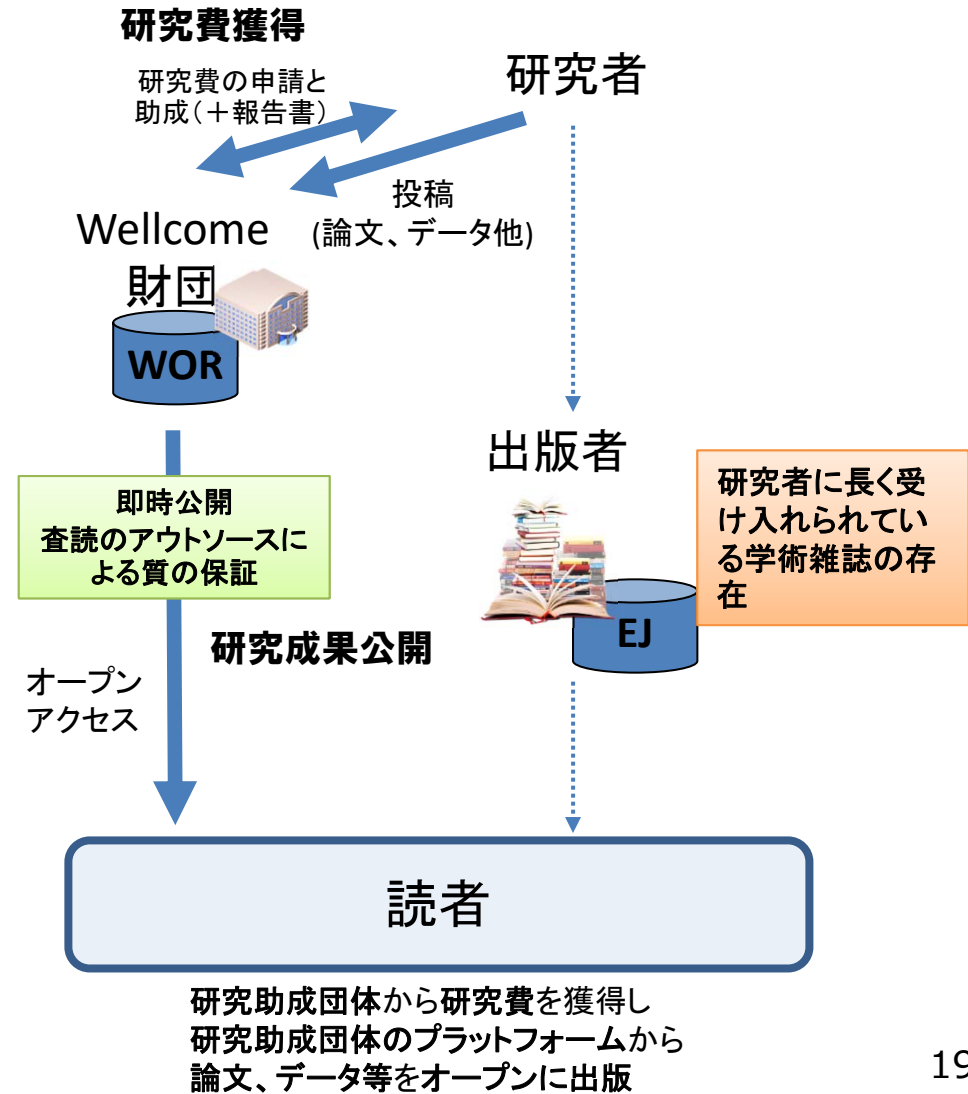 研究費獲得
研究費の申請と
助成（＋報告書）
研究者
投稿
(論文、データ他)
Wellcome
財団
WOR
出版者
即時公開
査読のアウトソースに
よる質の保証
研究者に長く受
け入れられてい
る学術雑誌の存
在
EJ
研究成果公開
オープン
アクセス
読者
研究助成団体から研究費を獲得し
研究助成団体のプラットフォームから
論文、データ等をオープンに出版
19